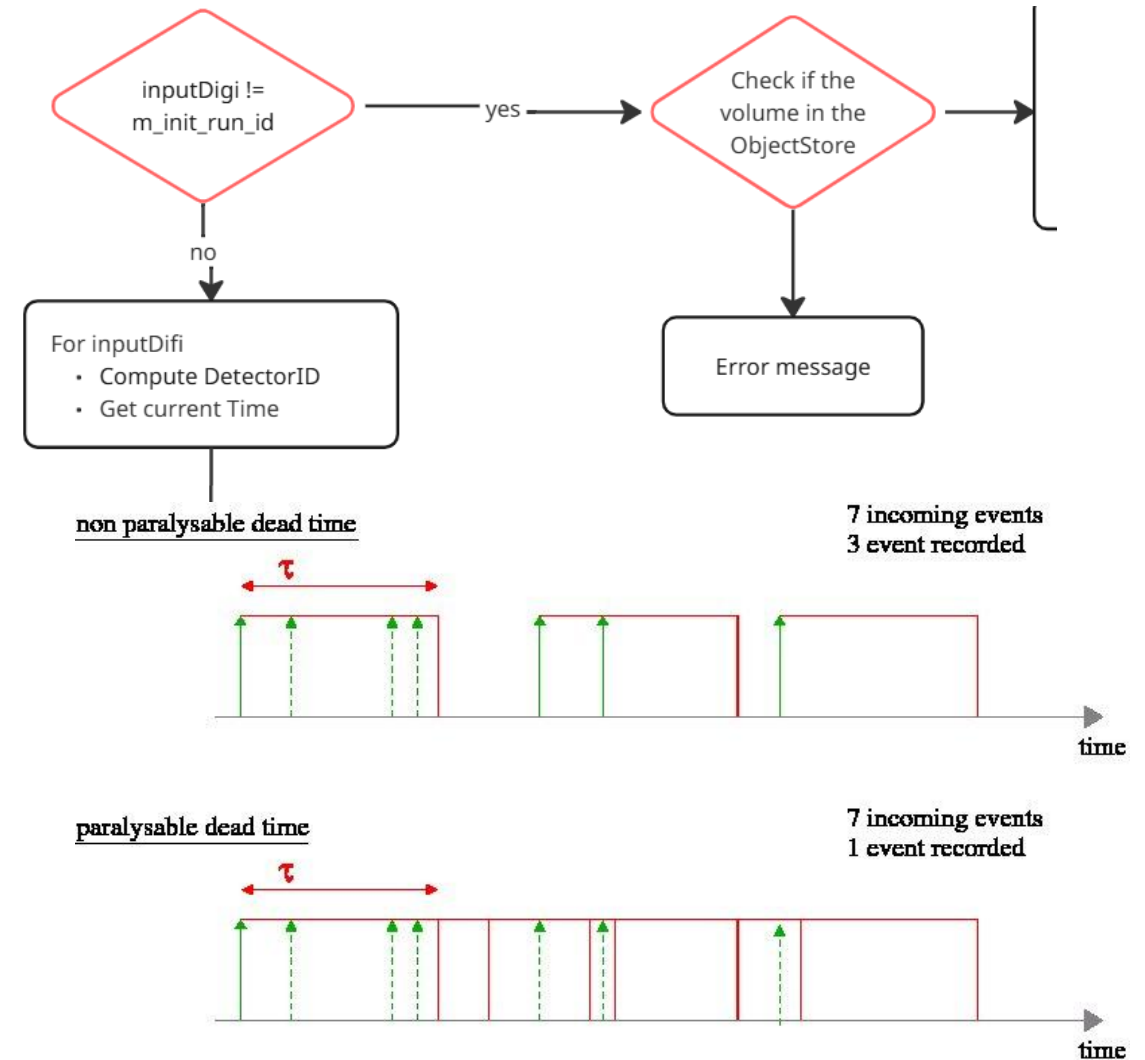 inputDigi !=
m_init_run_id
yes
Check if the
volume in the
ObjectStore
no
For inputDifi
• Compute DetectorID
• Get current Time
Error message
non paralysable dead time
7 incoming events
3 event recorded
τ
time
paralysable dead time
7 incoming events
1 event recorded
τ
time